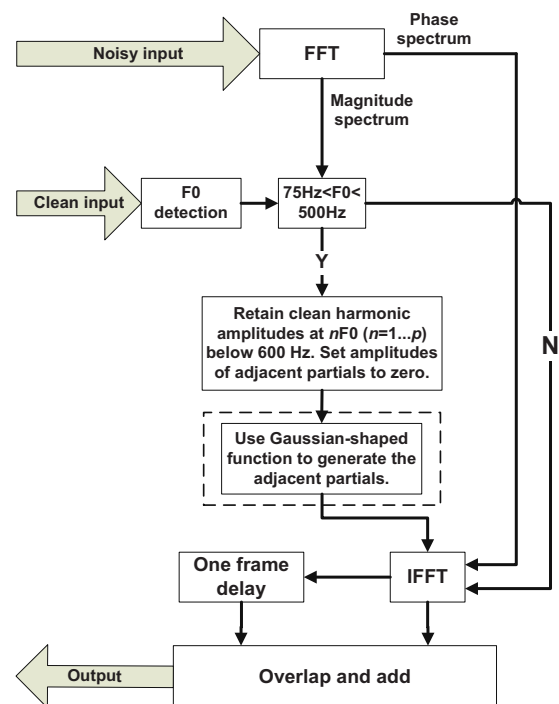 Phase
spectrum
Noisy input
FFT
Magnitude
spectrum
Clean input
F0
detection
75Hz<F0<
500Hz
Y
N
Retain clean harmonic
amplitudes at nF0 (n=1...p)
below 600 Hz. Set amplitudes
of adjacent partials to zero.
Use Gaussian-shaped
function to generate the
adjacent partials.
One frame
delay
IFFT
Output
Overlap and add